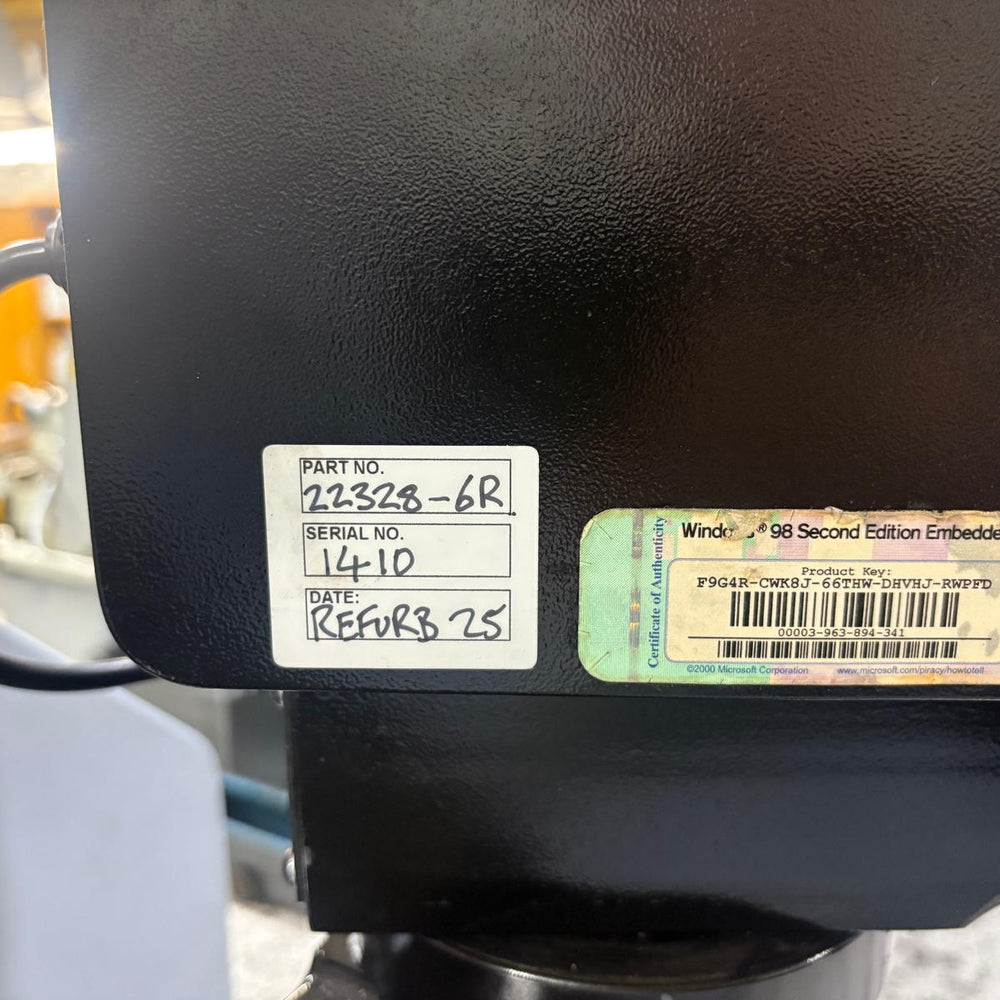 PART NO.
22328-6R
SERIAL NO.
1410
DATE:
REFURB 25
Certificate of Authenticity
® 98 Second Edition
Product Key:
F9G4R-CWK8J-66THW-DHVHJ-RWPFD
00003-963-894-341
©2000 Microsoft Corporation www.microsoft.com/piracy/howtotell